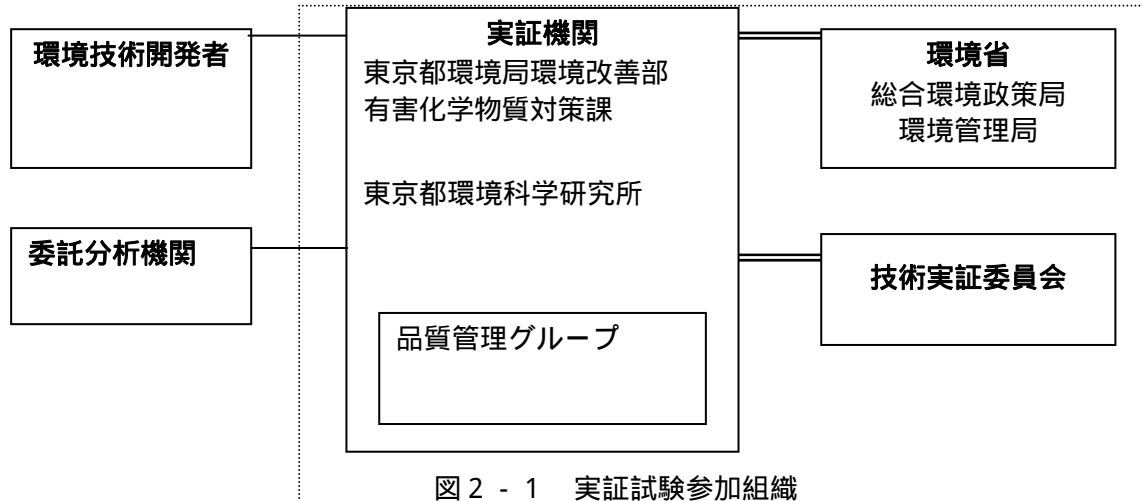 環境技術開発者
委託分析機関
実証機関
東京都環境局環境改善部
有害化学物質対策課
東京都環境科学研究所
品質管理グループ
環境省
総合環境政策局
環境管理局
技術実証委員会
図2-1 実証試験参加組織